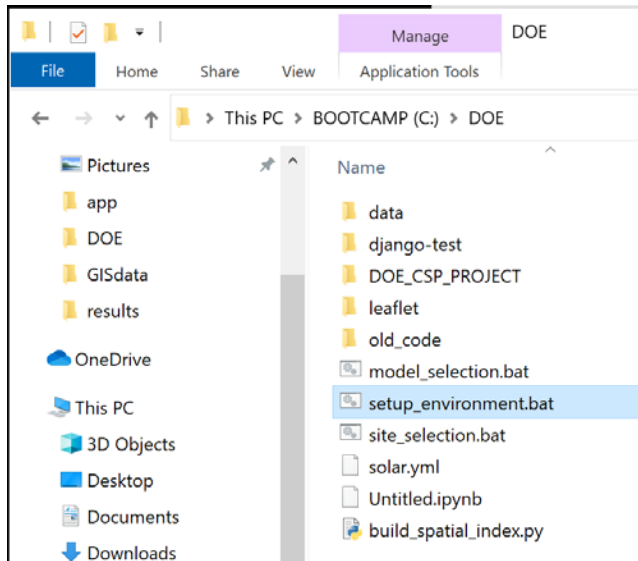 Manage
DOE
File
Home
Share
View
Application Tools
This PC
BOOTCAMP (C:)
DOE
Pictures
app
DOE
GISdata
results
OneDrive
This PC
3D Objects
Desktop
Documents
Downloads
Name
data
django-test
DOE_CSP_PROJECT
leaflet
old_code
model_selection.bat
setup_environment.bat
site_selection.bat
solar.yml
Untitled.ipynb
build_spatial_index.py